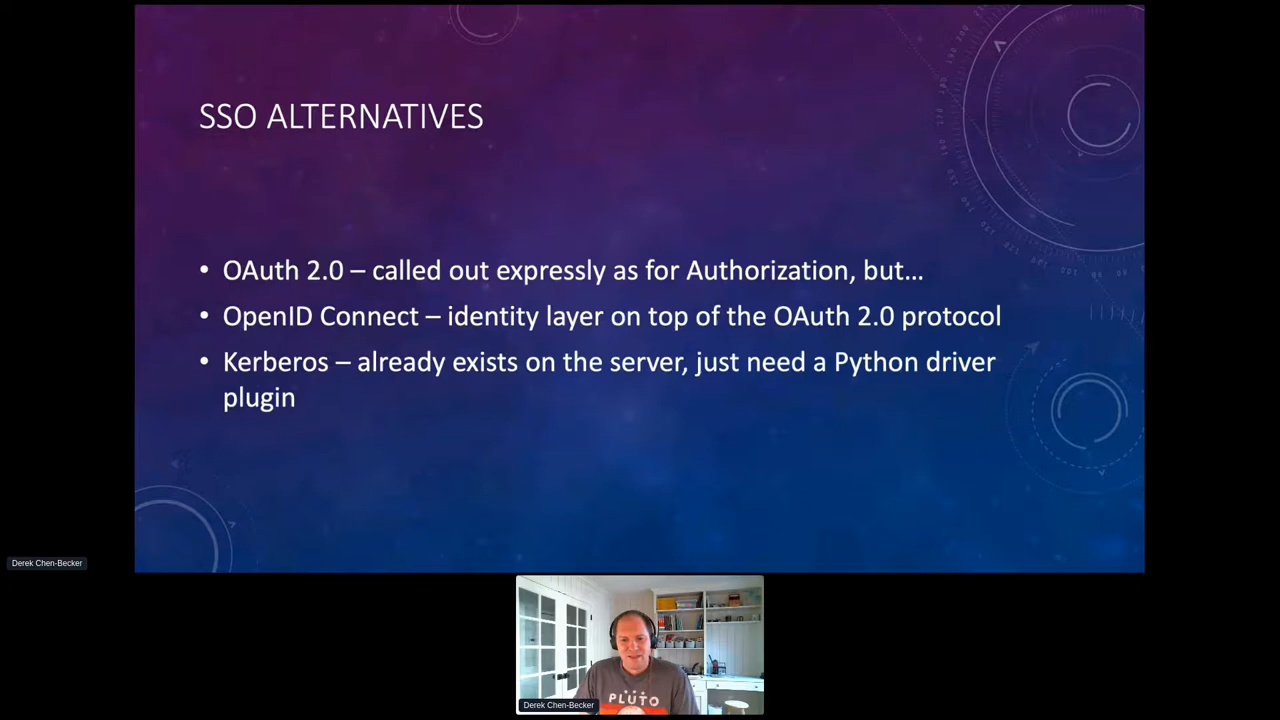 SSO ALTERNATIVES
• OAuth 2.0 – called out expressly as for Authorization, but...
• OpenID Connect – identity layer on top of the OAuth 2.0 protocol
• Kerberos – already exists on the server, just need a Python driver
plugin
Derek Chen-Becker
PLUTO
Derek Chen-Becker